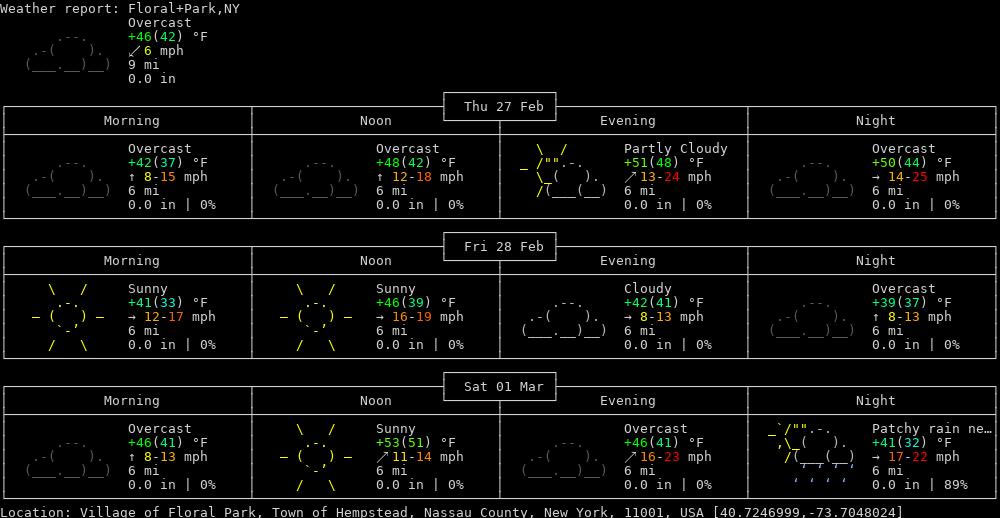 Weather report: Floral+Park,NY
Overcast
+46(42) °F
↙ 6 mph
9 mi
0.0 in
Thu 27 Feb
Morning Noon Evening Night
Overcast Overcast Partly Cloudy Overcast
+42(37) °F +48(42) °F +51(48) °F +50(44) °F
↑ 8-15 mph ↑ 12-18 mph ↗ 13-24 mph → 14-25 mph
6 mi 6 mi 6 mi 6 mi
0.0 in | 0% 0.0 in | 0% 0.0 in | 0% 0.0 in | 0%
Fri 28 Feb
Morning Noon Evening Night
Sunny Sunny Cloudy Overcast
+41(33) °F +46(39) °F +42(41) °F +39(37) °F
→ 12-17 mph → 16-19 mph → 8-13 mph ↑ 8-13 mph
6 mi 6 mi 6 mi 6 mi
0.0 in | 0% 0.0 in | 0% 0.0 in | 0% 0.0 in | 0%
Sat 01 Mar
Morning Noon Evening Night
Overcast Sunny Overcast Patchy rain ne…
+46(41) °F +53(51) °F +46(41) °F +41(32) °F
↑ 8-13 mph ↗ 11-14 mph ↗ 16-23 mph → 17-22 mph
6 mi 6 mi 6 mi 6 mi
0.0 in | 0% 0.0 in | 0% 0.0 in | 0% 0.0 in | 89%
Location: Village of Floral Park, Town of Hempstead, Nassau County, New York, 11001, USA [40.7246999,-73.7048024]